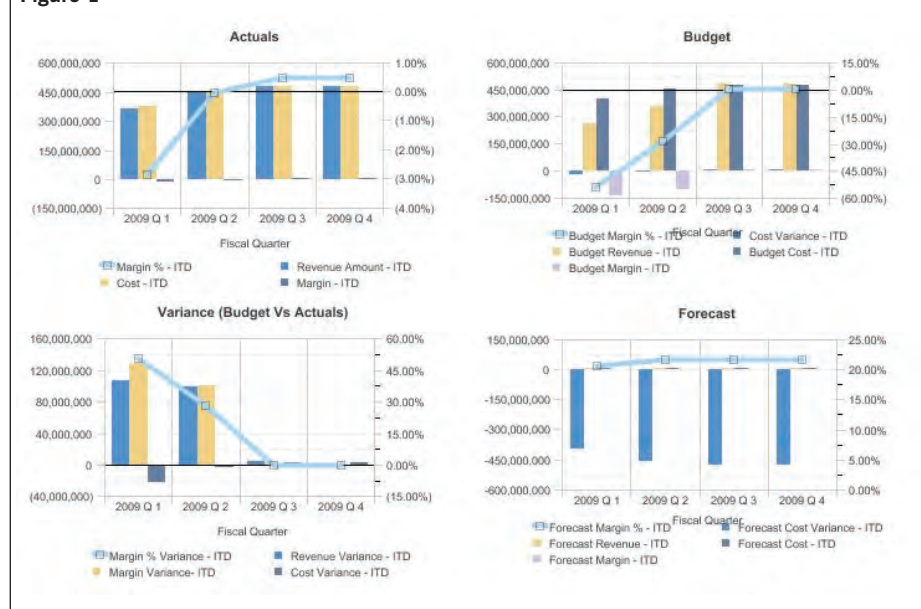 Actuals
600,000,000
450,000,000
300,000,000
150,000,000
0
(150,000,000)
1.00%
0.00%
(1.00%)
(2.00%)
(3.00%)
(4.00%)
2009 Q 1
2009 Q 2
2009 Q 3
2009 Q 4
Fiscal Quarter
Margin % - ITD
Revenue Amount - ITD
Cost - ITD
Margin - ITD
Budget
600,000,000
450,000,000
300,000,000
150,000,000
0
-150,000,000
15.00%
0.00%
(15.00%)
(30.00%)
(45.00%)
(60.00%)
2009 Q 1
2009 Q 2
2009 Q 3
2009 Q 4
Fiscal Quarter
Budget Margin % - ITD
Cost Variance - ITD
Budget Revenue - ITD
Budget Cost - ITD
Budget Margin - ITD
Variance (Budget Vs Actuals)
160,000,000
120,000,000
80,000,000
40,000,000
0
(40,000,000)
60.00%
45.00%
30.00%
15.00%
0.00%
(15.00%)
2009 Q 1
2009 Q 2
2009 Q 3
2009 Q 4
Fiscal Quarter
Margin % Variance - ITD
Revenue Variance - ITD
Margin Variance- ITD
Cost Variance - ITD
Forecast
150,000,000
0
-150,000,000
-300,000,000
-450,000,000
-600,000,000
25.00%
20.00%
15.00%
10.00%
5.00%
0.00%
2009 Q 1
2009 Q 2
2009 Q 3
2009 Q 4
Fiscal Quarter
Forecast Margin % - ITD
Forecast Cost Variance - ITD
Forecast Revenue - ITD
Forecast Cost - ITD
Forecast Margin - ITD